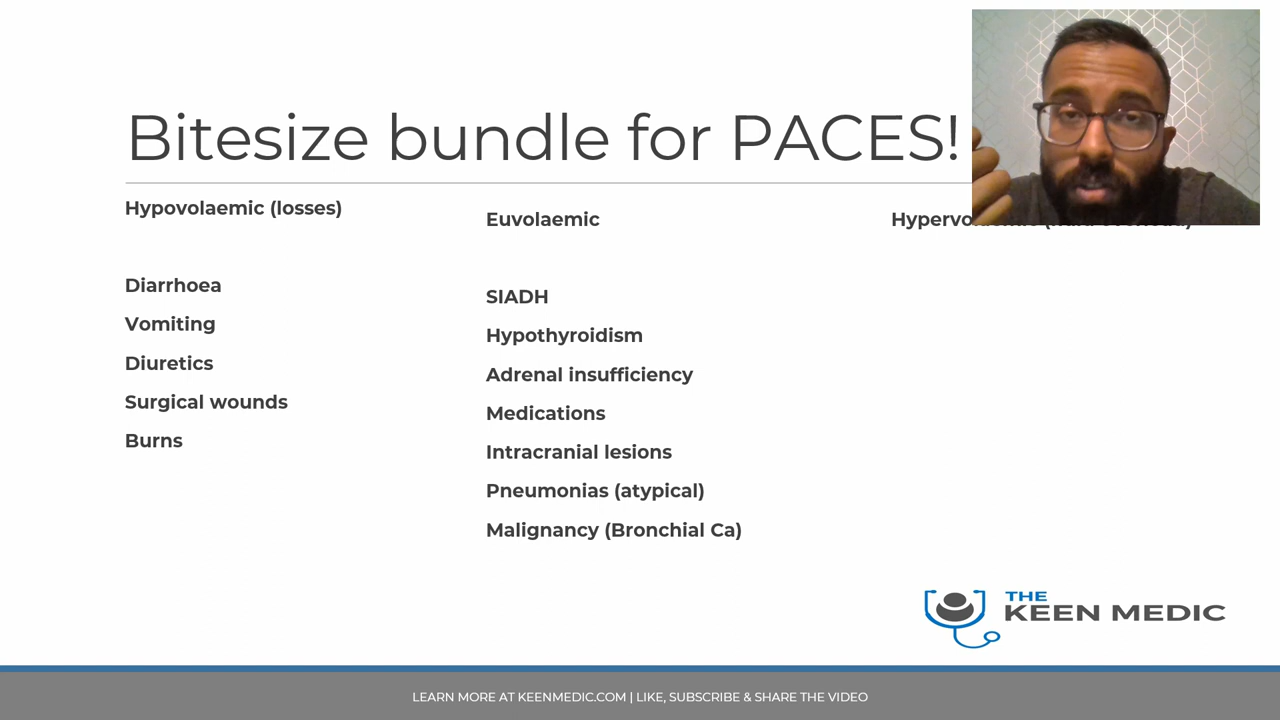 Bitesize bundle for PACES!
Hypovolaemic (losses)
Diarrhoea
Vomiting
Diuretics
Surgical wounds
Burns
Euvolaemic
SIADH
Hypothyroidism
Adrenal insufficiency
Medications
Intracranial lesions
Pneumonias (atypical)
Malignancy (Bronchial Ca)
THE
KEEN MEDIC
LEARN MORE AT KEENMEDIC.COM | LIKE, SUBSCRIBE & SHARE THE VIDEO